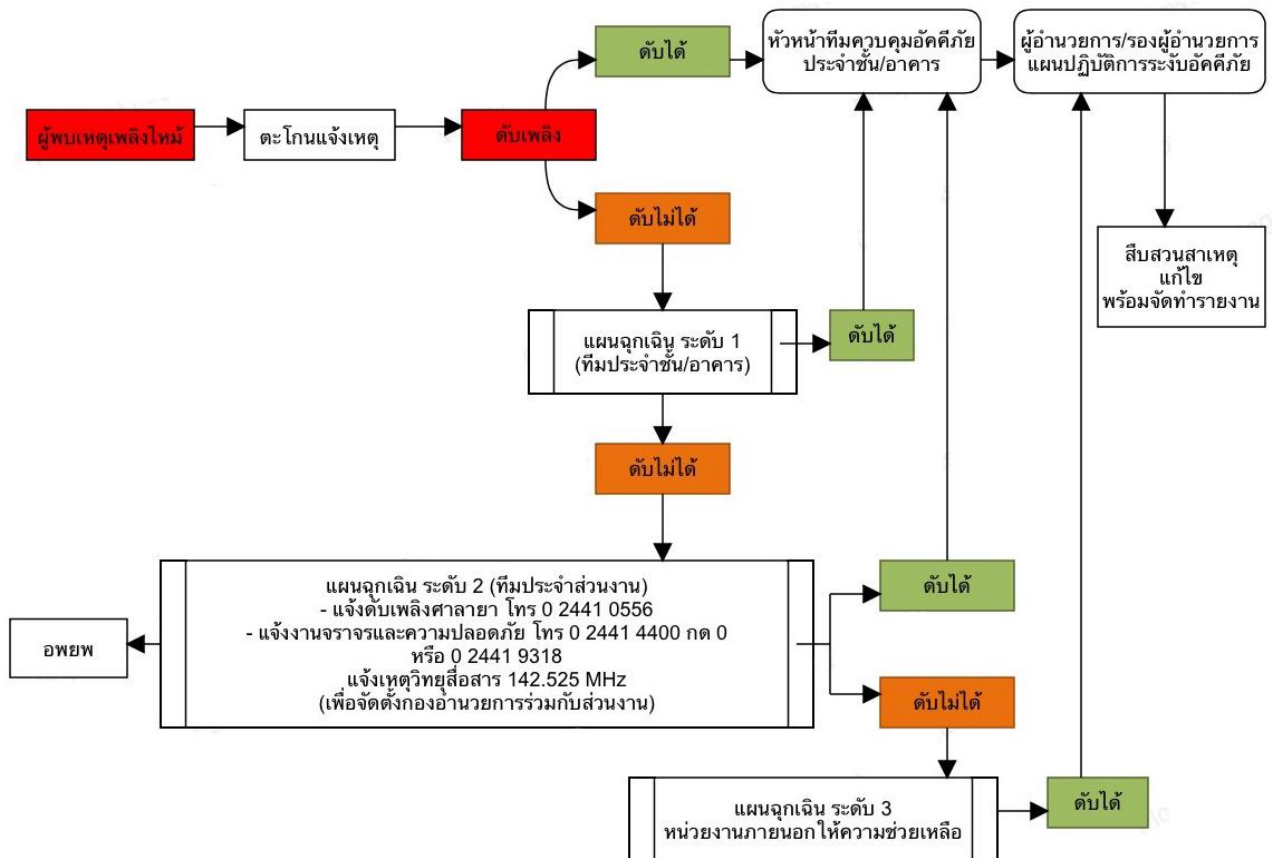 ดับได้
หัวหน้าทีมควบคุมอัคคีภัย
ประจำชั้น/อาคาร
ผู้อำนวยการ/รองผู้อำนวยการ
แผนปฏิบัติการระงับอัคคีภัย
ผู้พบเหตุเพลิงไหม้
ตะโกนแจ้งเหตุ
ดับเพลิง
ดับไม่ได้
สืบสวนสาเหตุ
แก้ไข
พร้อมจัดทำรายงาน
แผนฉุกเฉิน ระดับ 1
(ทีมประจำชั้น/อาคาร)
ดับได้
ดับไม่ได้
แผนฉุกเฉิน ระดับ 2 (ทีมประจำส่วนงาน)
- แจ้งดับเพลิงศาลายา โทร 0 2441 0556
- แจ้งงานจราจรและความปลอดภัย โทร 0 2441 4400 กด 0
หรือ 0 2441 9318
แจ้งเหตุวิทยุสื่อสาร 142.525 MHz
(เพื่อจัดตั้งกองอำนวยการร่วมกับส่วนงาน)
อพยพ
ดับได้
ดับไม่ได้
แผนฉุกเฉิน ระดับ 3
หน่วยงานภายนอกให้ความช่วยเหลือ
ดับได้